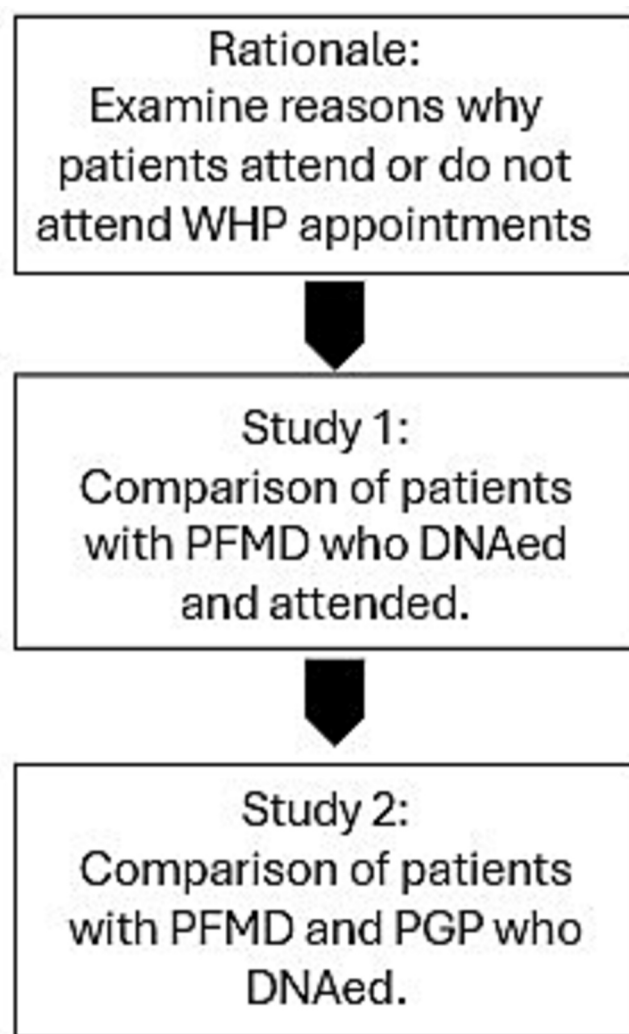 Rationale:
Examine reasons why
patients attend or do not
attend WHP appointments
Study 1:
Comparison of patients
with PFMD who DNAed
and attended.
Study 2:
Comparison of patients
with PFMD and PGP who
DNAed.